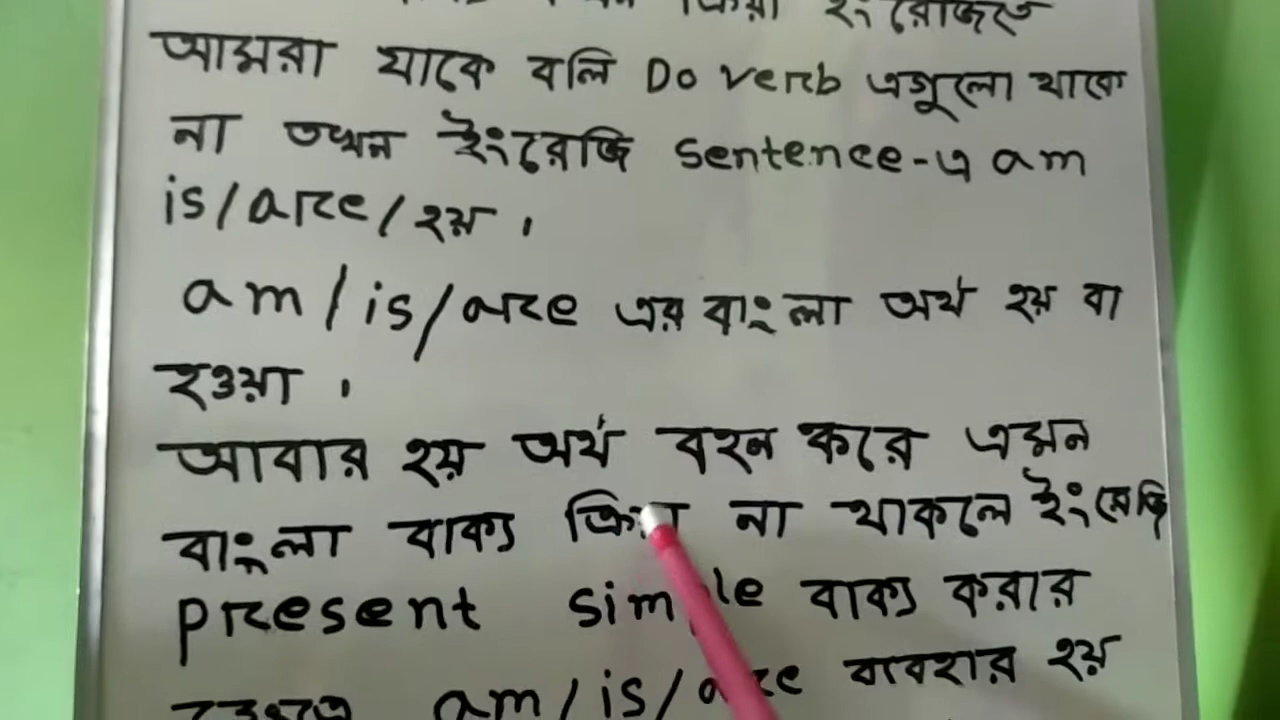 ক্রিয়া ইংরেজিতে
আমরা যাকে বলি Do verb এগুলো থাকে
না তখন ইংরেজি sentence-এ am
is/are/হয় ।
am/is/are এর বাংলা অর্থ হয় বা
হওয়া ।
আবার হয় অর্থ বহন করে এমন
বাংলা বাক্য ক্রিয়া না থাকলে ইংরেজি
present simple বাক্য করার
am/is/are ব্যবহার হয়